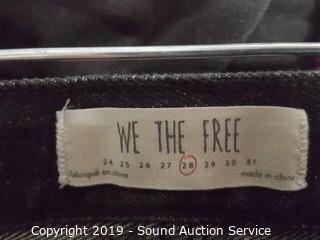 WE THE FREE
24 25 26 27 28 29 30 31
fabriqué en chine made in china
Copyright 2019 - Sound Auction Service